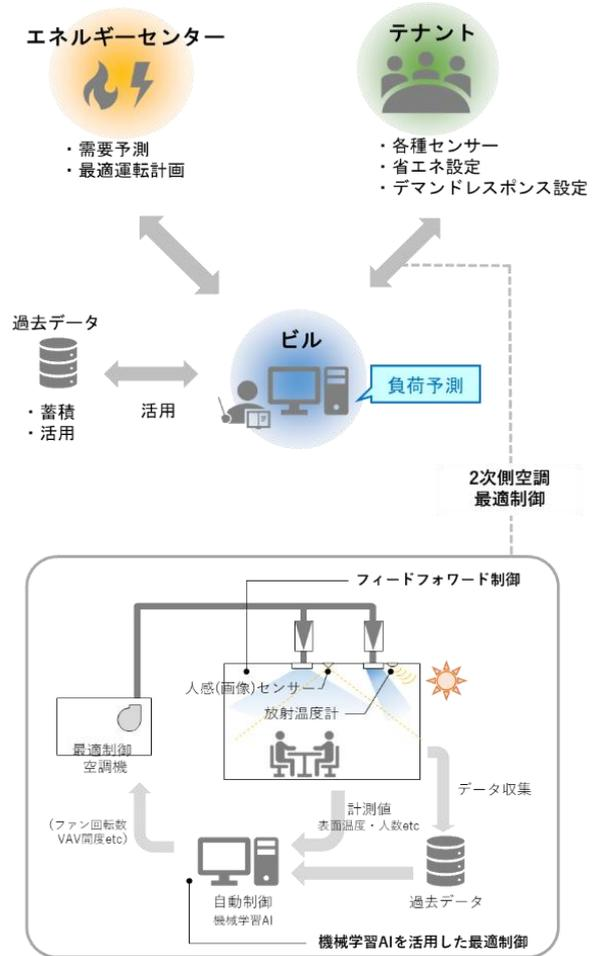 エネルギーセンター
テナント
・需要予測
・最適運転計画
・各種センサー
・省エネ設定
・デマンドレスポンス設定
過去データ
ビル
負荷予測
・蓄積
・活用
活用
2次側空調
最適制御
フィードフォワード制御
人感(画像)センサー
放射温度計
最適制御
空調機
データ収集
計測値
表面温度・人数etc
(ファン回転数
VAV開度etc)
自動制御
機械学習AI
過去データ
機械学習AIを活用した最適制御